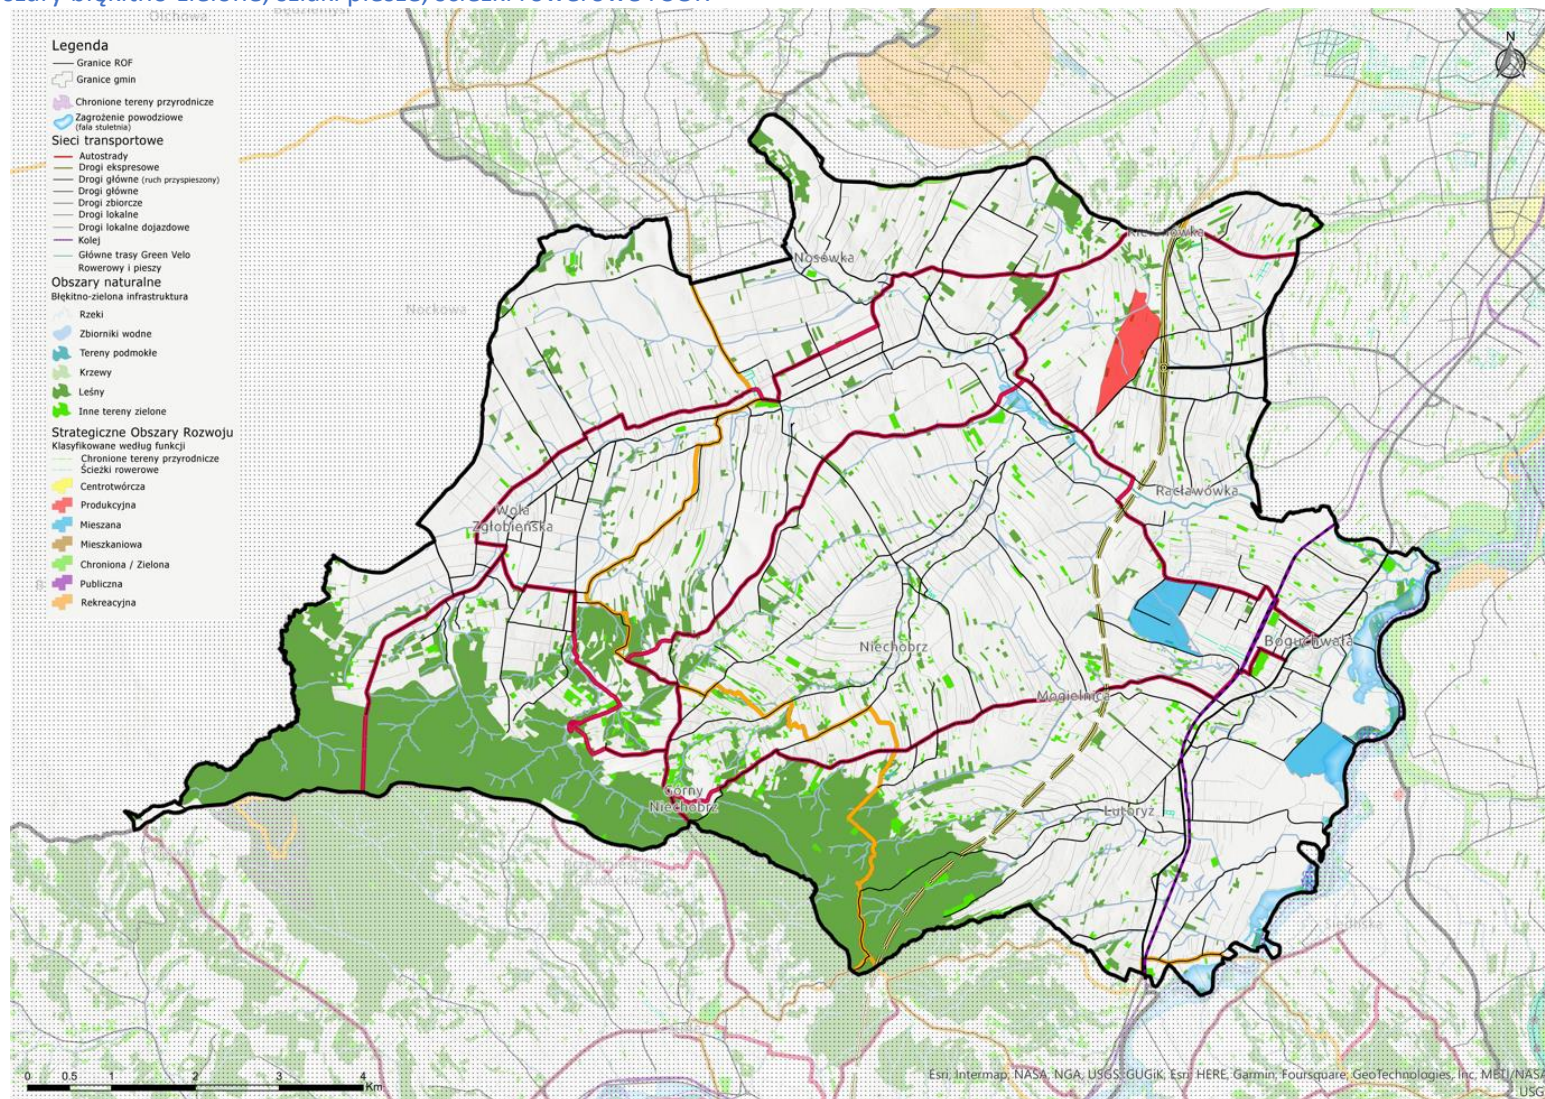 Olchowa
Legenda
Granice ROF
Granice gmin
Chronione tereny przyrodnicze
Zagrożenie powodziowe
(fala stuletnia)
Sieci transportowe
Autostrady
Drogi ekspresowe
Drogi główne (ruch przyspieszony)
Drogi główne
Drogi zbiorcze
Drogi lokalne
Drogi lokalne dojazdowe
Kolej
Główne trasy Green Velo
Rowerowy i pieszy
Obszary naturalne
Błękitno-zielona infrastruktura
Rzeki
Zbiorniki wodne
Tereny podmokłe
Krzewy
Leśny
Inne tereny zielone
Strategiczne Obszary Rozwoju
Klasyfikowane według funkcji
Chronione tereny przyrodnicze
Ścieżki rowerowe
Centrotwórcza
Produkcyjna
Mieszana
Mieszkaniowa
Chroniona / Zielona
Publiczna
Rekreacyjna
N
Kielanówka
Nosówka
Racławówka
Wola
Zgłobieńska
Boguchwała
Niechobrz
Mogielnica
Górny
Niechobrz
Lutoryż
0 0.5 1 2 3 4
Km
Esri, Intermap, NASA, NGA, USGS, GUGiK, Esri, HERE, Garmin, Foursquare, GeoTechnologies, Inc, METI/NASA
USG